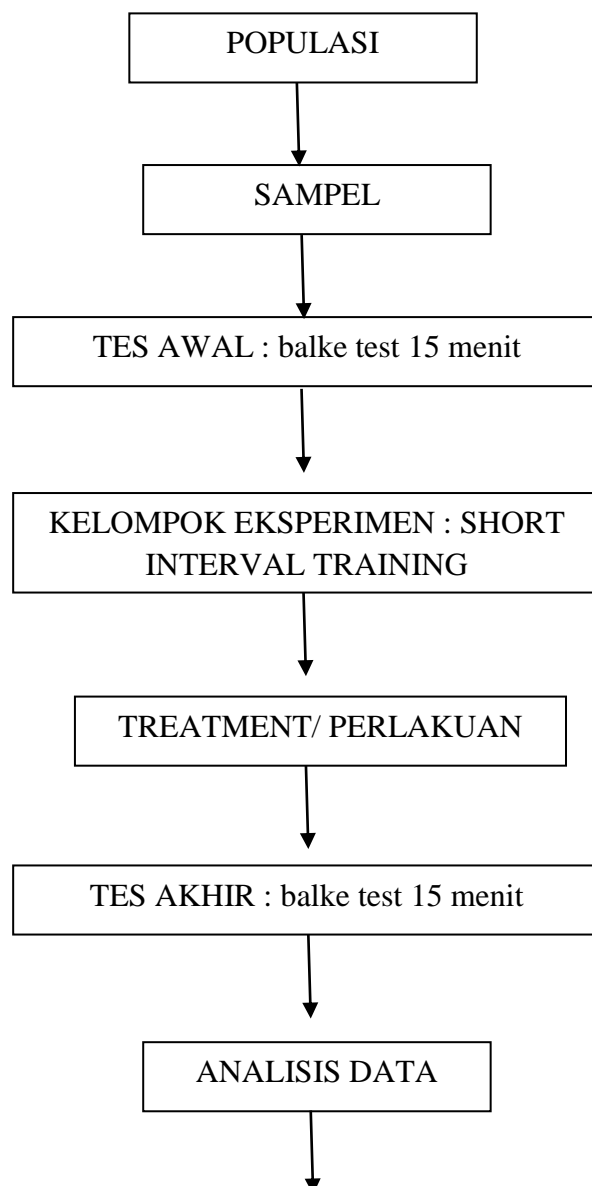 POPULASI
SAMPEL
TES AWAL : balke test 15 menit
KELOMPOK EKSPERIMEN : SHORT
INTERVAL TRAINING
TREATMENT/ PERLAKUAN
TES AKHIR : balke test 15 menit
ANALISIS DATA